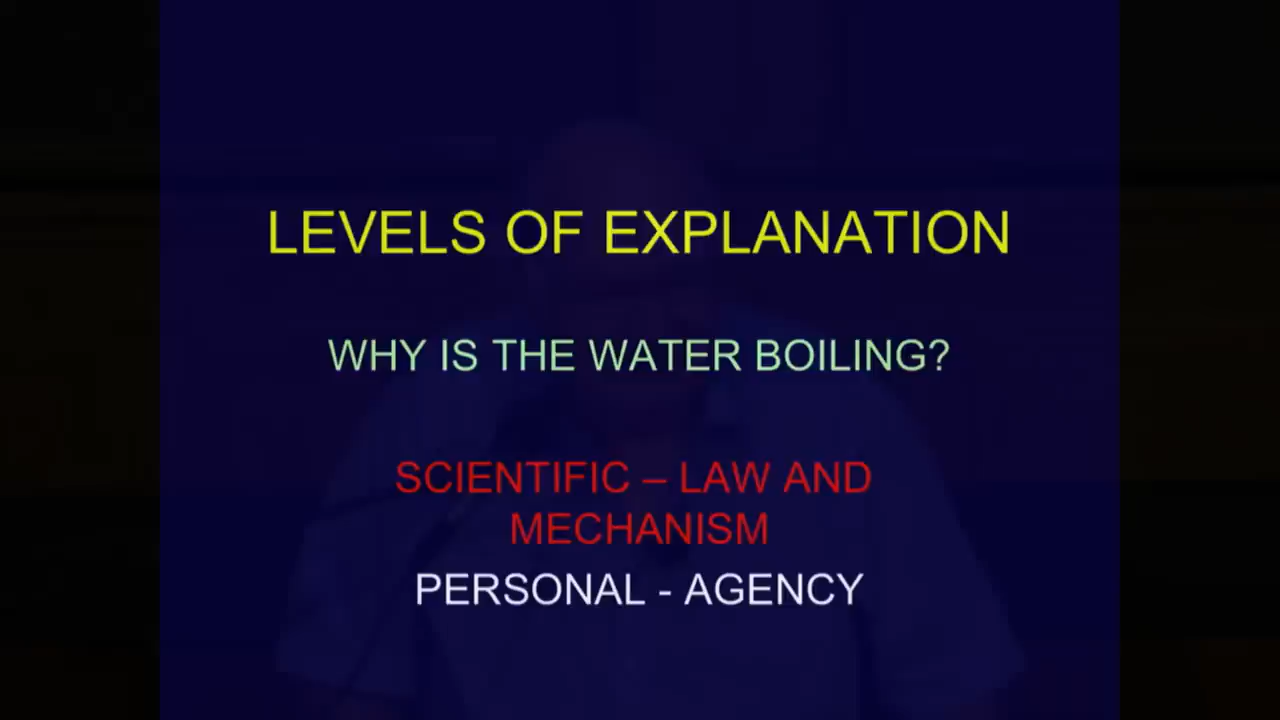 LEVELS OF EXPLANATION
WHY IS THE WATER BOILING?
SCIENTIFIC – LAW AND
MECHANISM
PERSONAL - AGENCY